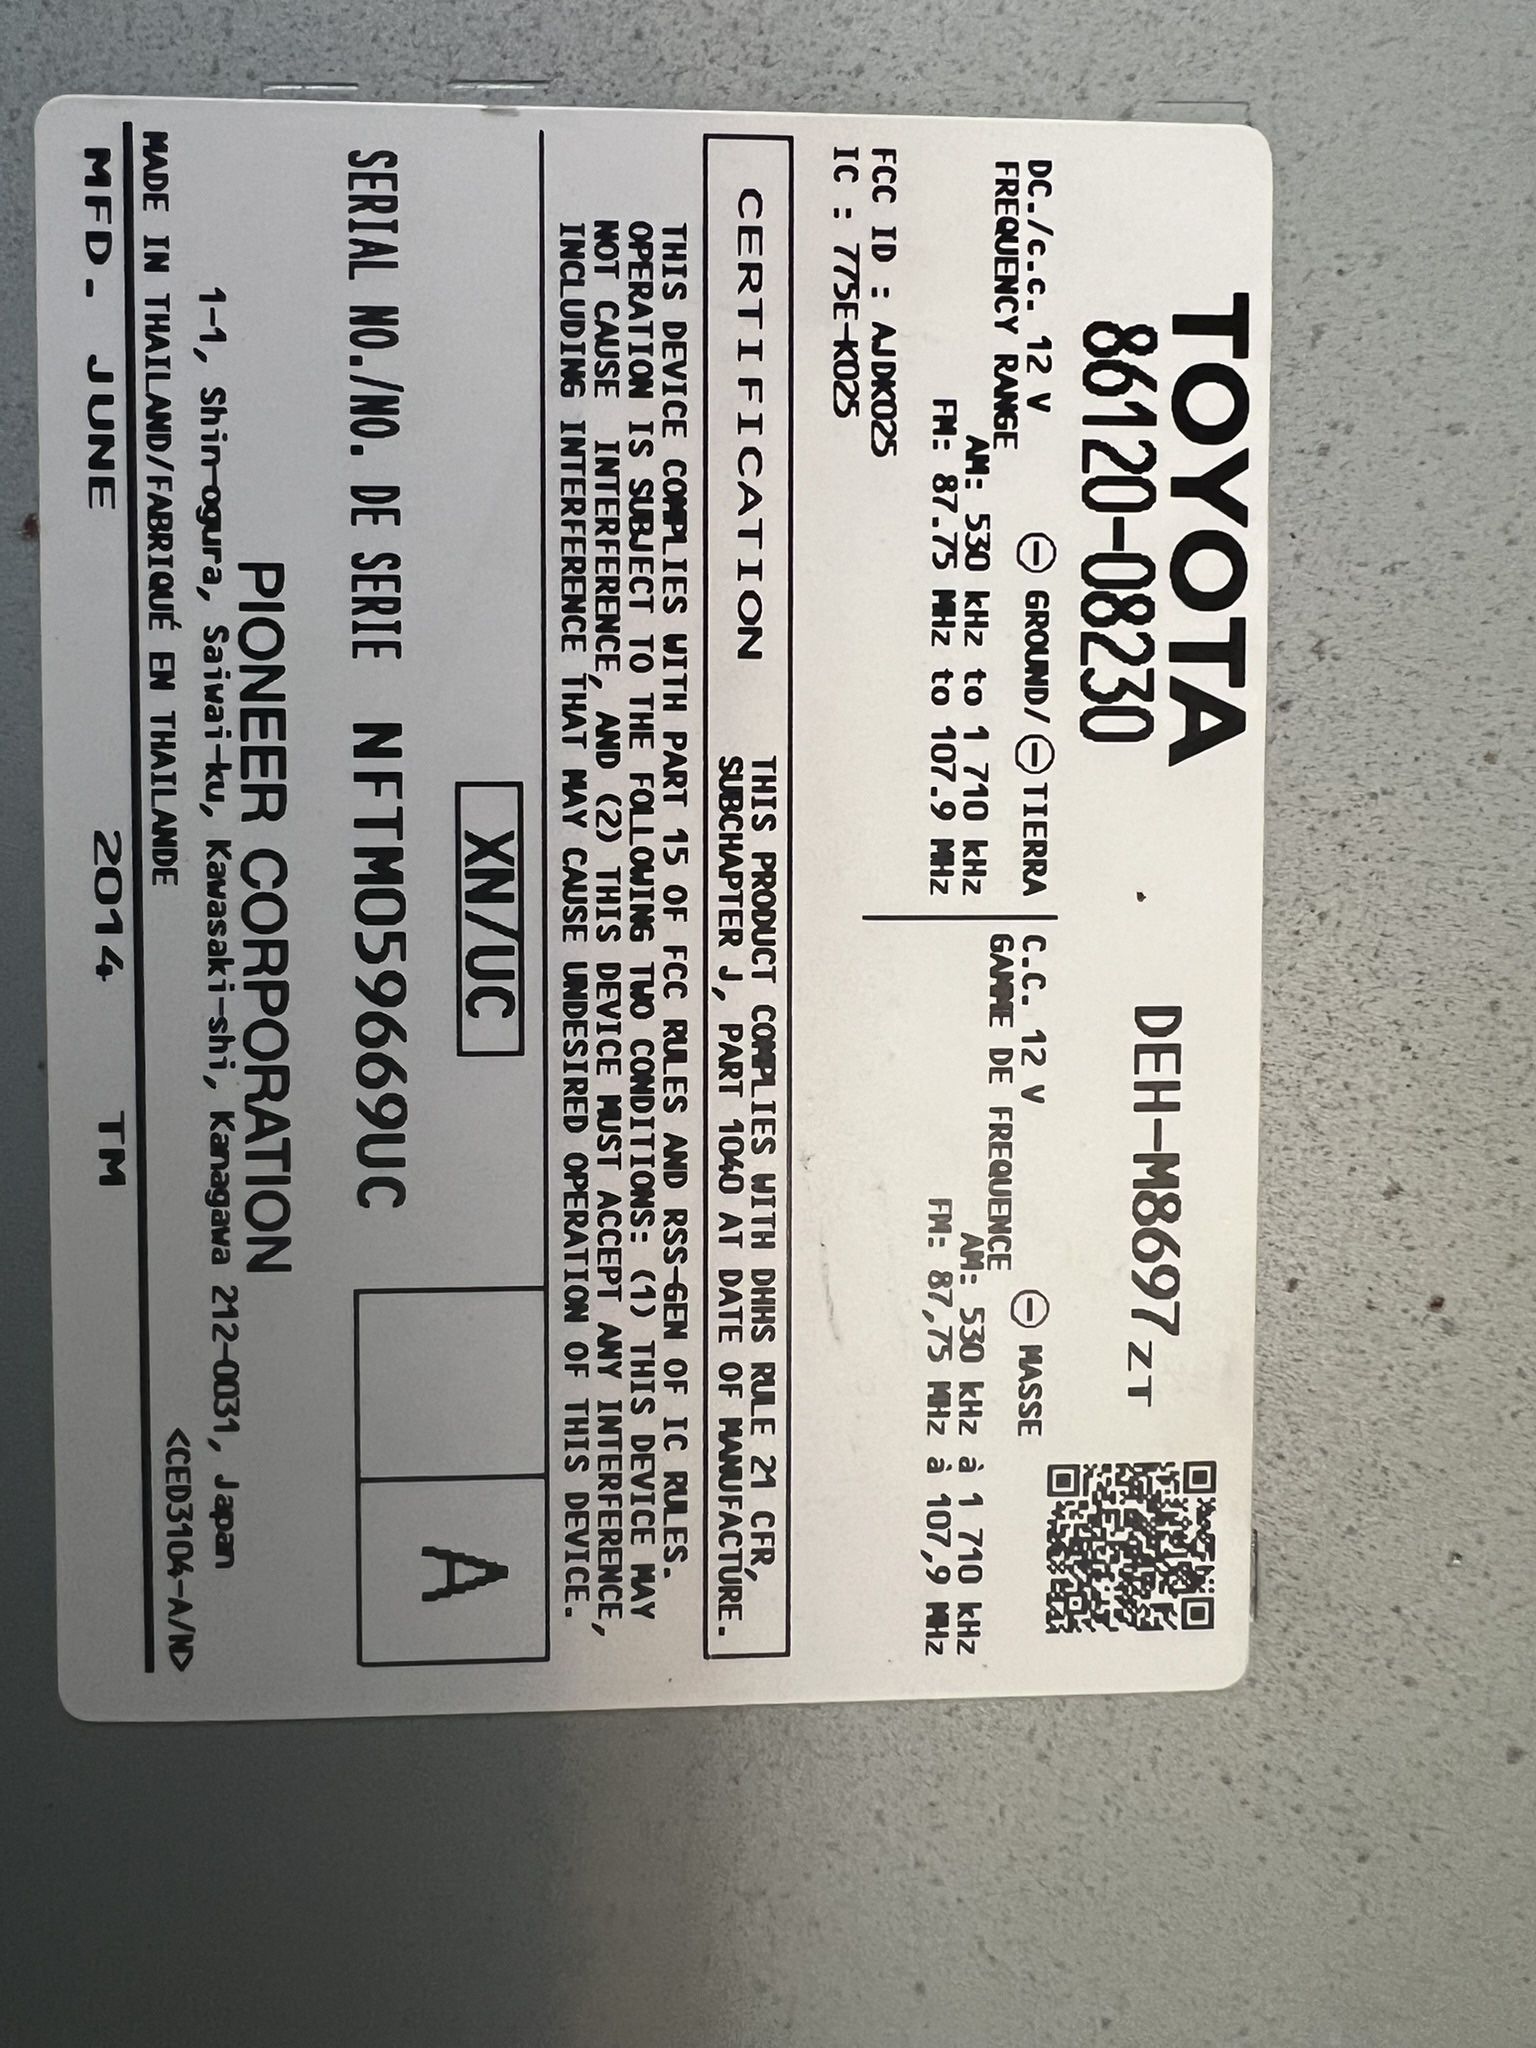 TOYOTA
86120-08230
DEH-M8697ZT
DC./c.c. 12 V ⊖ GROUND/⊖TIERRA
FREQUENCY RANGE
AM: 530 kHz to 1 710 kHz
FM: 87.75 MHz to 107.9 MHz
C.C. 12 V ⊖ MASSE
GAMME DE FREQUENCE
AM: 530 kHz à 1 710 kHz
FM: 87,75 MHz à 107,9 MHz
FCC ID : AJDK025
IC : 775E-K025
CERTIFICATION
THIS PRODUCT COMPLIES WITH DHHS RULE 21 CFR,
SUBCHAPTER J, PART 1040 AT DATE OF MANUFACTURE.
THIS DEVICE COMPLIES WITH PART 15 OF FCC RULES AND RSS-GEN OF IC RULES.
OPERATION IS SUBJECT TO THE FOLLOWING TWO CONDITIONS: (1) THIS DEVICE MAY
NOT CAUSE INTERFERENCE, AND (2) THIS DEVICE MUST ACCEPT ANY INTERFERENCE,
INCLUDING INTERFERENCE THAT MAY CAUSE UNDESIRED OPERATION OF THIS DEVICE.
XN/UC
A
SERIAL NO./NO. DE SERIE NFTM059669UC
PIONEER CORPORATION
1-1, Shin-ogura, Saiwai-ku, Kawasaki-shi, Kanagawa 212-0031, Japan
MADE IN THAILAND/FABRIQUÉ EN THAILANDE
<CED3104-A/N>
MFD. JUNE 2014 TM